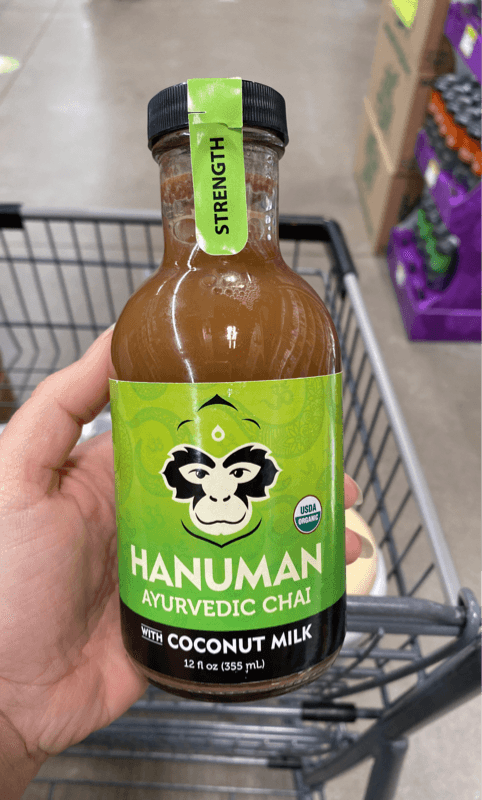 STRENGTH
USDA
ORGANIC
HANUMAN
AYURVEDIC CHAI
WITH COCONUT MILK
12 fl oz (355 mL)